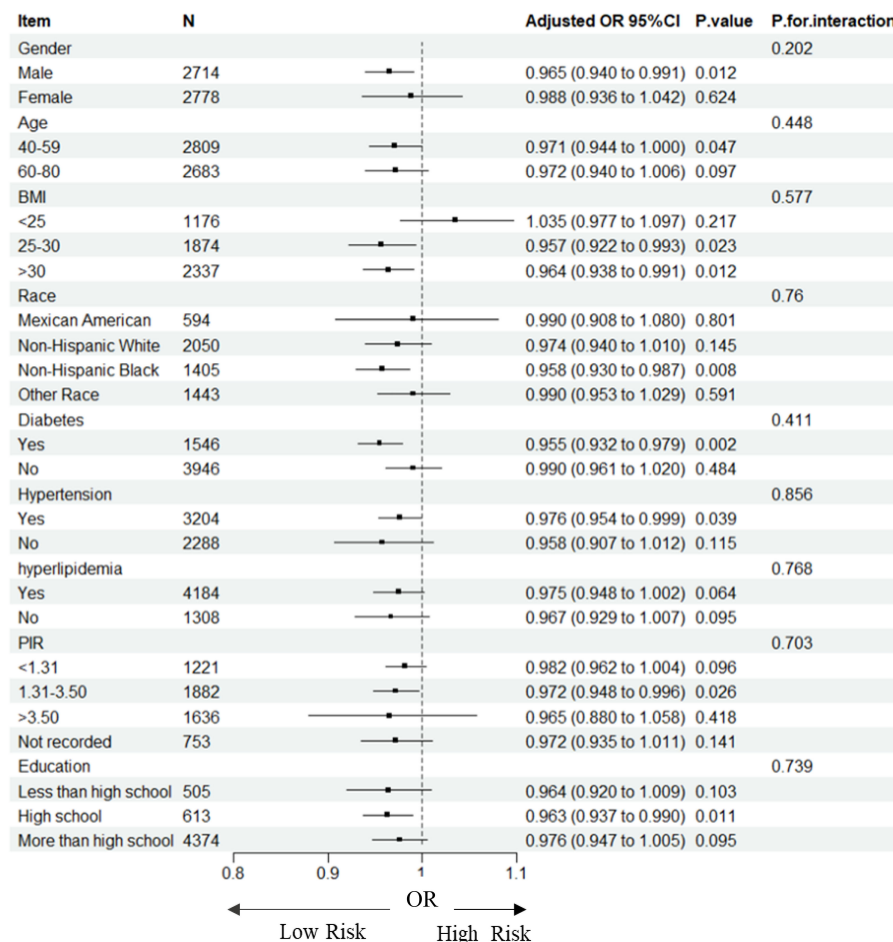 Item N Adjusted OR 95%CI P.value P.for.interaction
Gender 0.202
Male 2714 0.965 (0.940 to 0.991) 0.012
Female 2778 0.988 (0.936 to 1.042) 0.624
Age 0.448
40-59 2809 0.971 (0.944 to 1.000) 0.047
60-80 2683 0.972 (0.940 to 1.006) 0.097
BMI 0.577
<25 1176 1.035 (0.977 to 1.097) 0.217
25-30 1874 0.957 (0.922 to 0.993) 0.023
>30 2337 0.964 (0.938 to 0.991) 0.012
Race 0.76
Mexican American 594 0.990 (0.908 to 1.080) 0.801
Non-Hispanic White 2050 0.974 (0.940 to 1.010) 0.145
Non-Hispanic Black 1405 0.958 (0.930 to 0.987) 0.008
Other Race 1443 0.990 (0.953 to 1.029) 0.591
Diabetes 0.411
Yes 1546 0.955 (0.932 to 0.979) 0.002
No 3946 0.990 (0.961 to 1.020) 0.484
Hypertension 0.856
Yes 3204 0.976 (0.954 to 0.999) 0.039
No 2288 0.958 (0.907 to 1.012) 0.115
hyperlipidemia 0.768
Yes 4184 0.975 (0.948 to 1.002) 0.064
No 1308 0.967 (0.929 to 1.007) 0.095
PIR 0.703
<1.31 1221 0.982 (0.962 to 1.004) 0.096
1.31-3.50 1882 0.972 (0.948 to 0.996) 0.026
>3.50 1636 0.965 (0.880 to 1.058) 0.418
Not recorded 753 0.972 (0.935 to 1.011) 0.141
Education 0.739
Less than high school 505 0.964 (0.920 to 1.009) 0.103
High school 613 0.963 (0.937 to 0.990) 0.011
More than high school 4374 0.976 (0.947 to 1.005) 0.095
0.8 0.9 1 1.1
OR
Low Risk High Risk